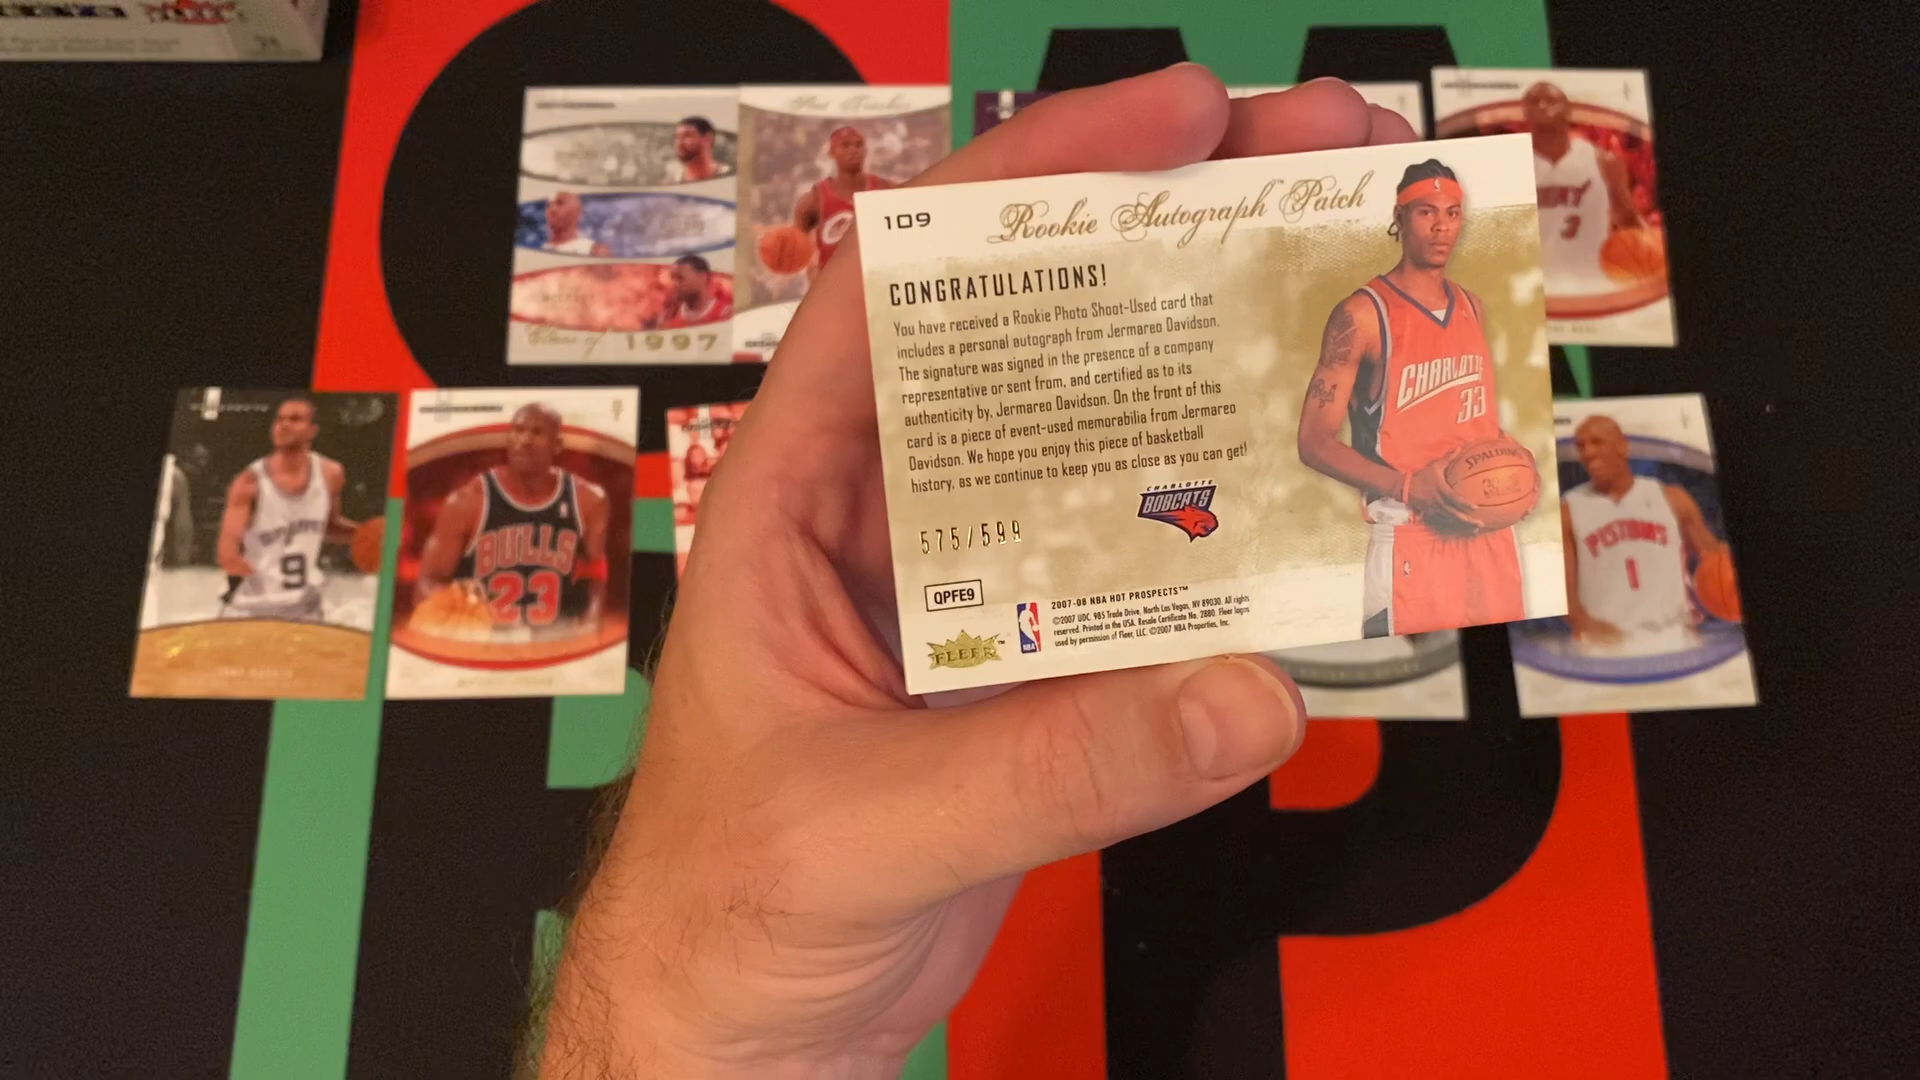 109
Rookie Autograph Patch
CONGRATULATIONS!
You have received a Rookie Photo Shoot-Used card that
includes a personal autograph from Jermareo Davidson.
The signature was signed in the presence of a company
representative or sent from, and certified as to its
authenticity by, Jermareo Davidson. On the front of this
card is a piece of event-used memorabilia from Jermareo
Davidson. We hope you enjoy this piece of basketball
history, as we continue to keep you as close as you can get!
CHARLOTTE
BOBCATS
575/599
QPFE9
FLEER™
NBA
2007-08 NBA HOT PROSPECTS™
©2007 UDC. 985 Trade Drive, North Las Vegas, NV 89030. All rights
reserved. Printed in the USA. Resale Certificate No. 2880. Fleer logos
used by permission of Fleer, LLC. ©2007 NBA Properties, Inc.
33
SPALDING
Class of 1997
3
9
BULLS
23
PISTONS
1